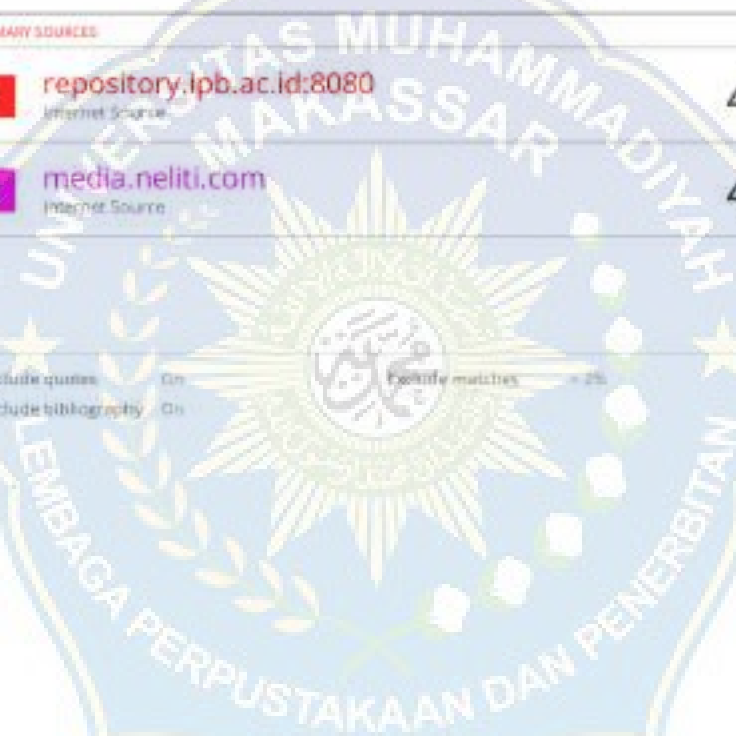 MARY SOURCES
repository.ipb.ac.id:8080
Internet Source
media.neliti.com
Internet Source
clude quotes On Exclude matches < 2%
clude bibliography On
UNIVERSITAS MUHAMMADIYAH
MAKASSAR
LEMBAGA PERPUSTAKAAN DAN PENERBITAN